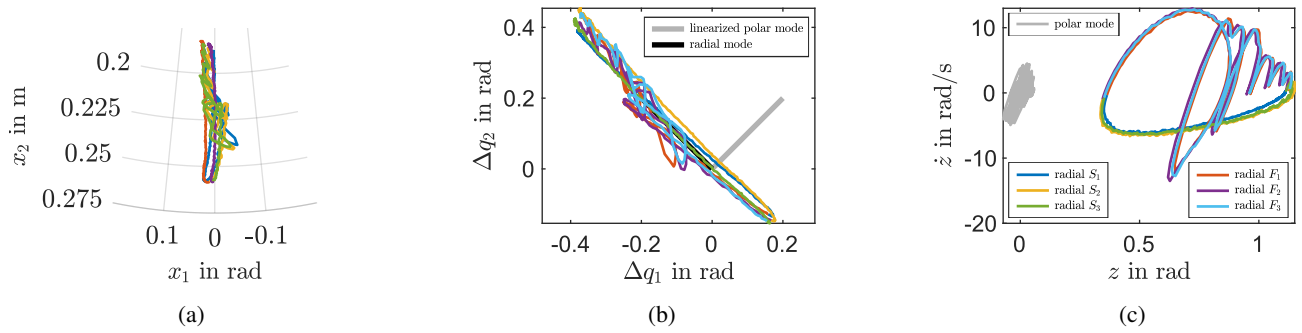 0.2
0.225
0.25
0.275
x₂ in m
0.1 0 -0.1
x₁ in rad
(a)
0.4
0.2
0
Δq₂ in rad
linearized polar mode
radial mode
-0.4 -0.2 0 0.2
Δq₁ in rad
(b)
10
0
-10
-20
ż in rad/s
polar mode
radial S₁
radial S₂
radial S₃
radial F₁
radial F₂
radial F₃
0 0.5 1
z in rad
(c)